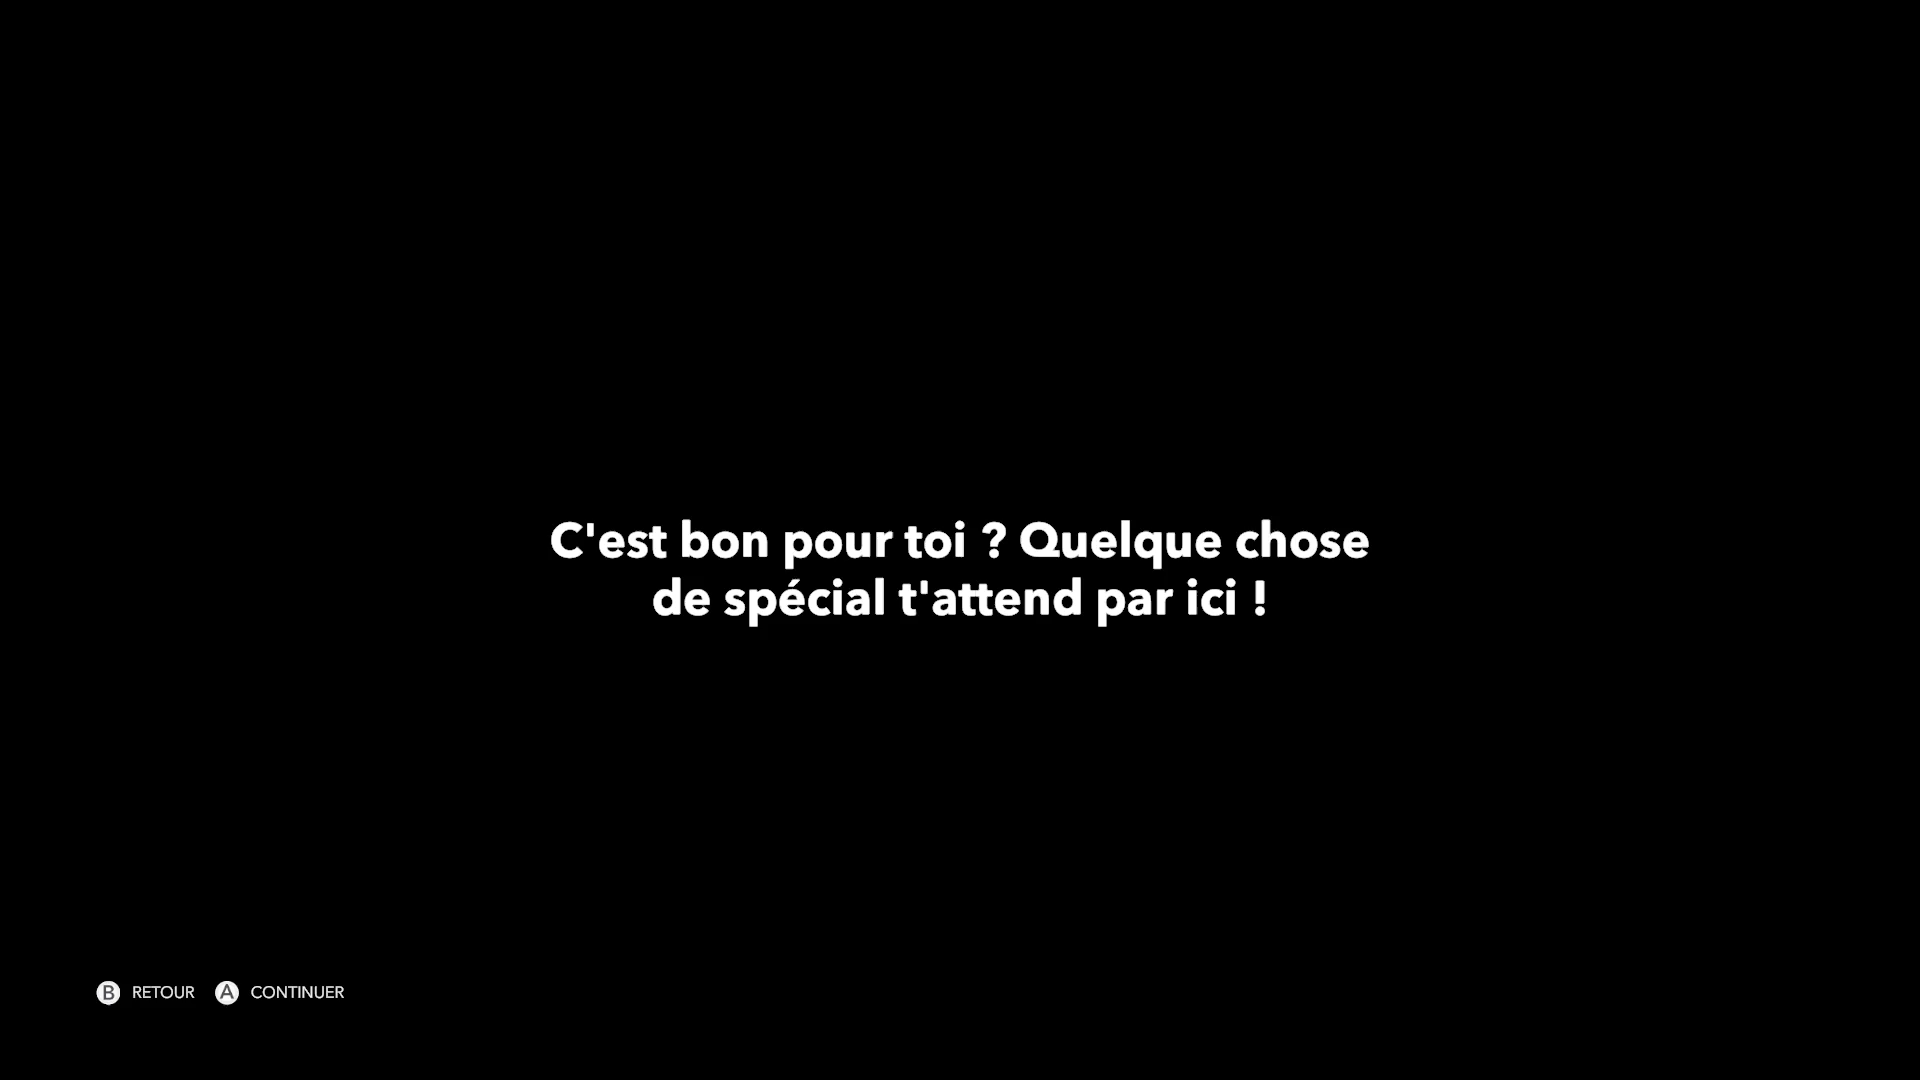 C'est bon pour toi ? Quelque chose
de spécial t'attend par ici !
B RETOUR A CONTINUER